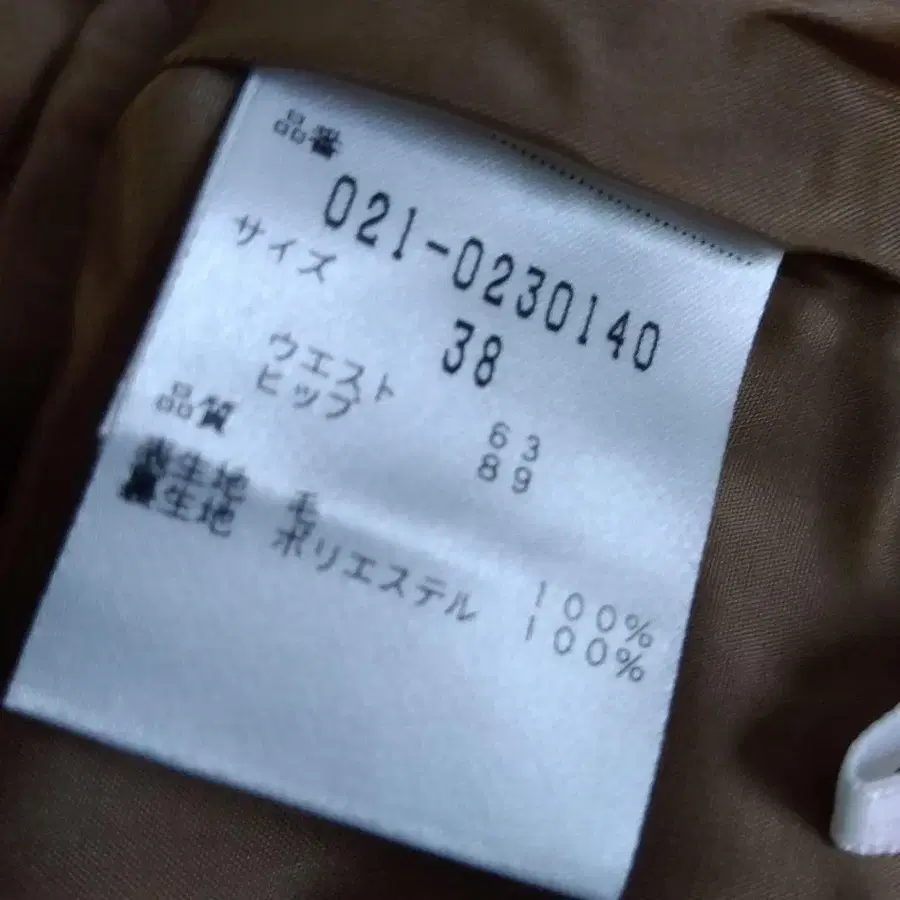 品番
021-0230140
サイズ 38
ウエスト 63
ヒップ 89
品質
表生地 毛 100%
裏生地 ポリエステル 100%